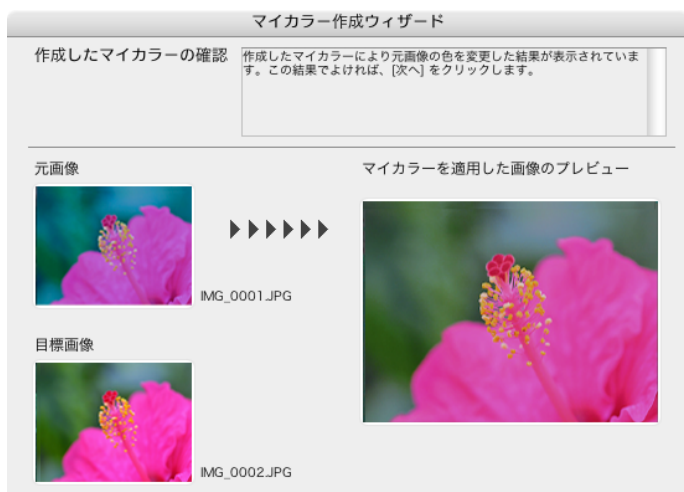 マイカラー作成ウィザード
作成したマイカラーの確認
作成したマイカラーにより元画像の色を変更した結果が表示されていま
す。この結果でよければ、[次へ] をクリックします。
元画像
マイカラーを適用した画像のプレビュー
IMG_0001.JPG
目標画像
IMG_0002.JPG